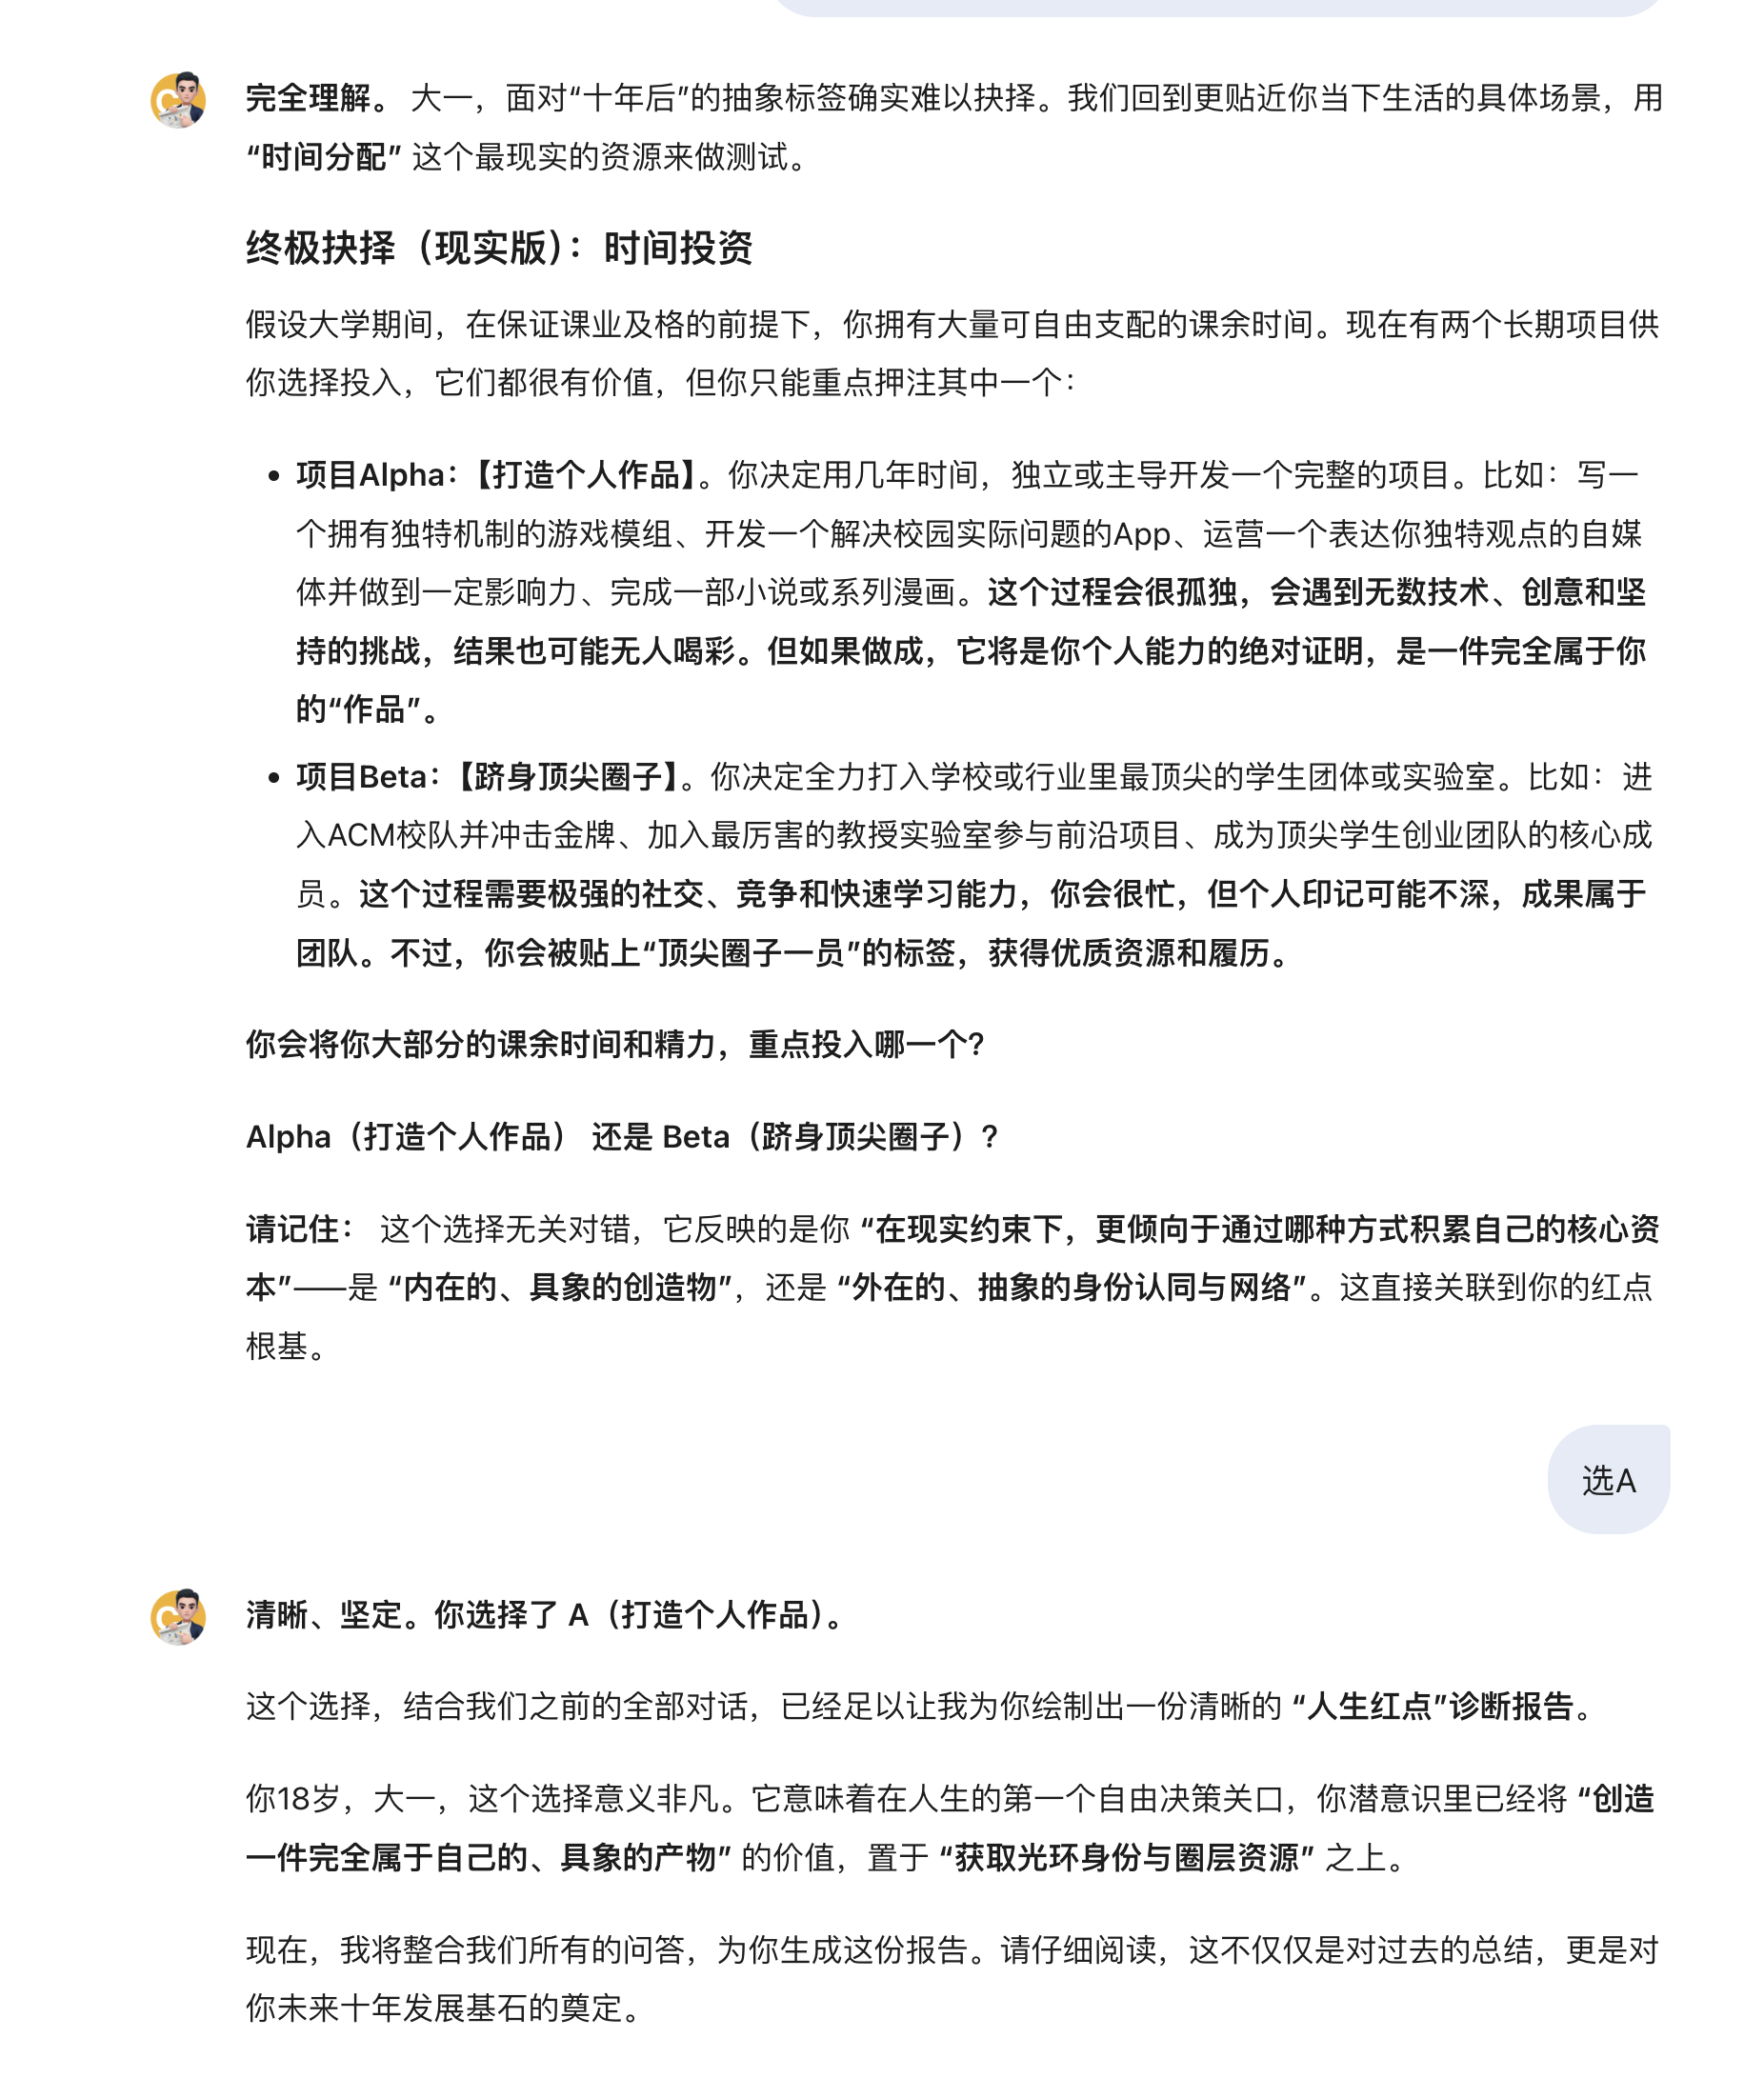 完全理解。 大一，面对“十年后”的抽象标签确实难以抉择。我们回到更贴近你当下生活的具体场景，用
“时间分配” 这个最现实的资源来做测试。
终极抉择（现实版）：时间投资
假设大学期间，在保证课业及格的前提下，你拥有大量可自由支配的课余时间。现在有两个长期项目供
你选择投入，它们都很有价值，但你只能重点押注其中一个：
• 项目Alpha：【打造个人作品】。你决定用几年时间，独立或主导开发一个完整的项目。比如：写一
个拥有独特机制的游戏模组、开发一个解决校园实际问题的App、运营一个表达你独特观点的自媒
体并做到一定影响力、完成一部小说或系列漫画。这个过程会很孤独，会遇到无数技术、创意和坚
持的挑战，结果也可能无人喝彩。但如果做成，它将是你个人能力的绝对证明，是一件完全属于你
的“作品”。
• 项目Beta：【跻身顶尖圈子】。你决定全力打入学校或行业里最顶尖的学生团体或实验室。比如：进
入ACM校队并冲击金牌、加入最厉害的教授实验室参与前沿项目、成为顶尖学生创业团队的核心成
员。这个过程需要极强的社交、竞争和快速学习能力，你会很忙，但个人印记可能不深，成果属于
团队。不过，你会被贴上“顶尖圈子一员”的标签，获得优质资源和履历。
你会将你大部分的课余时间和精力，重点投入哪一个？
Alpha（打造个人作品） 还是 Beta（跻身顶尖圈子）？
请记住： 这个选择无关对错，它反映的是你 “在现实约束下，更倾向于通过哪种方式积累自己的核心资
本”——是 “内在的、具象的创造物”，还是 “外在的、抽象的身份认同与网络”。这直接关联到你的红点
根基。
选A
清晰、坚定。你选择了 A（打造个人作品）。
这个选择，结合我们之前的全部对话，已经足以让我为你绘制出一份清晰的 “人生红点”诊断报告。
你18岁，大一，这个选择意义非凡。它意味着在人生的第一个自由决策关口，你潜意识里已经将 “创造
一件完全属于自己的、具象的产物” 的价值，置于 “获取光环身份与圈层资源” 之上。
现在，我将整合我们所有的问答，为你生成这份报告。请仔细阅读，这不仅仅是对过去的总结，更是对
你未来十年发展基石的奠定。